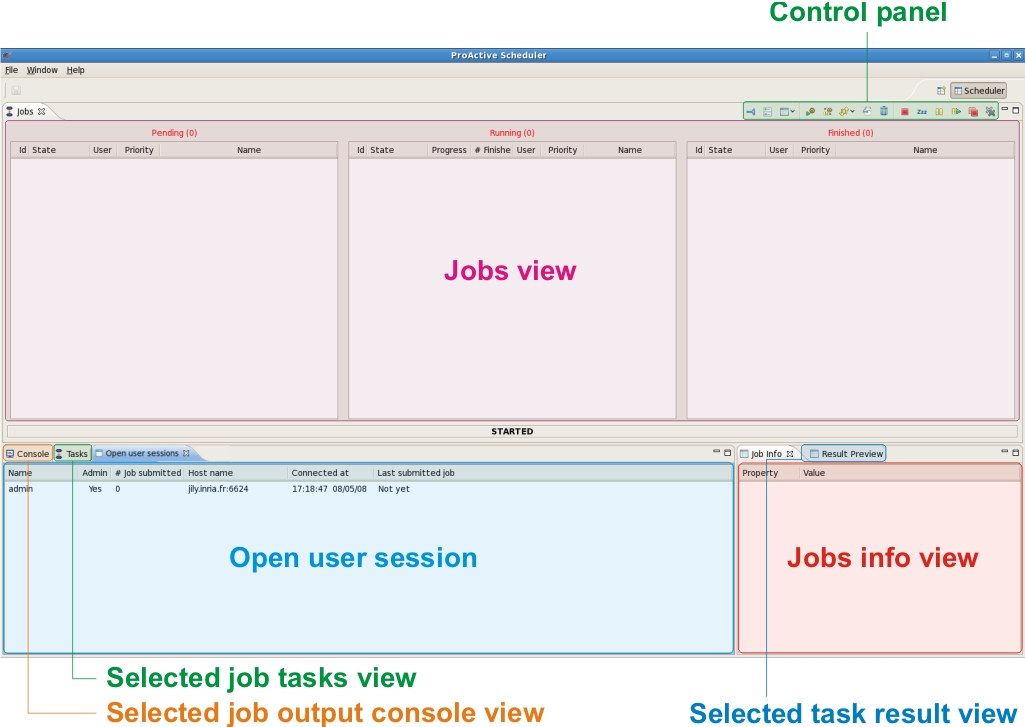 Control panel
ProActive Scheduler
File Window Help
Scheduler
Jobs
Pending (0) Running (0) Finished (0)
Id State User Priority Name Id State Progress # Finishe User Priority Name Id State User Priority Name
Jobs view
STARTED
Console Tasks Open user sessions Job Info Result Preview
Name Admin # Job submitted Host name Connected at Last submitted job Property Value
admin Yes 0 jily.inria.fr:6624 17:18:47 08/05/08 Not yet
Open user session Jobs info view
Selected job tasks view
Selected job output console view Selected task result view